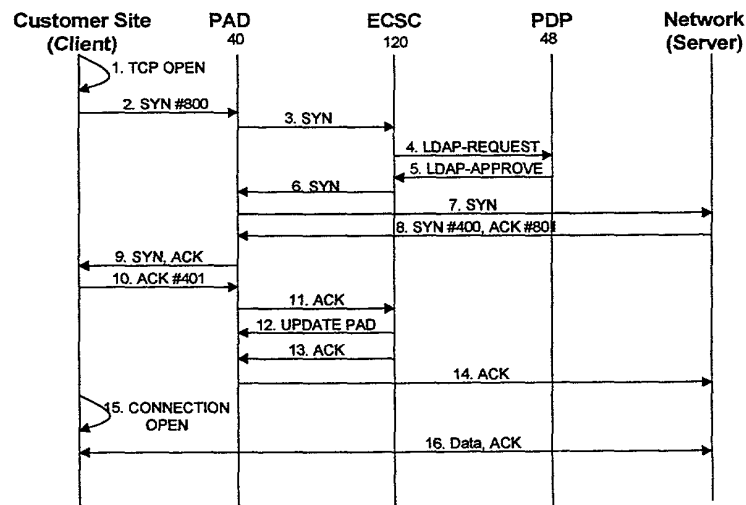 Customer Site
(Client)
PAD
40
ECSC
120
PDP
48
Network
(Server)
1. TCP OPEN
2. SYN #800
3. SYN
4. LDAP-REQUEST
5. LDAP-APPROVE
6. SYN
7. SYN
8. SYN #400, ACK #801
9. SYN, ACK
10. ACK #401
11. ACK
12. UPDATE PAD
13. ACK
14. ACK
15. CONNECTION
OPEN
16. Data, ACK